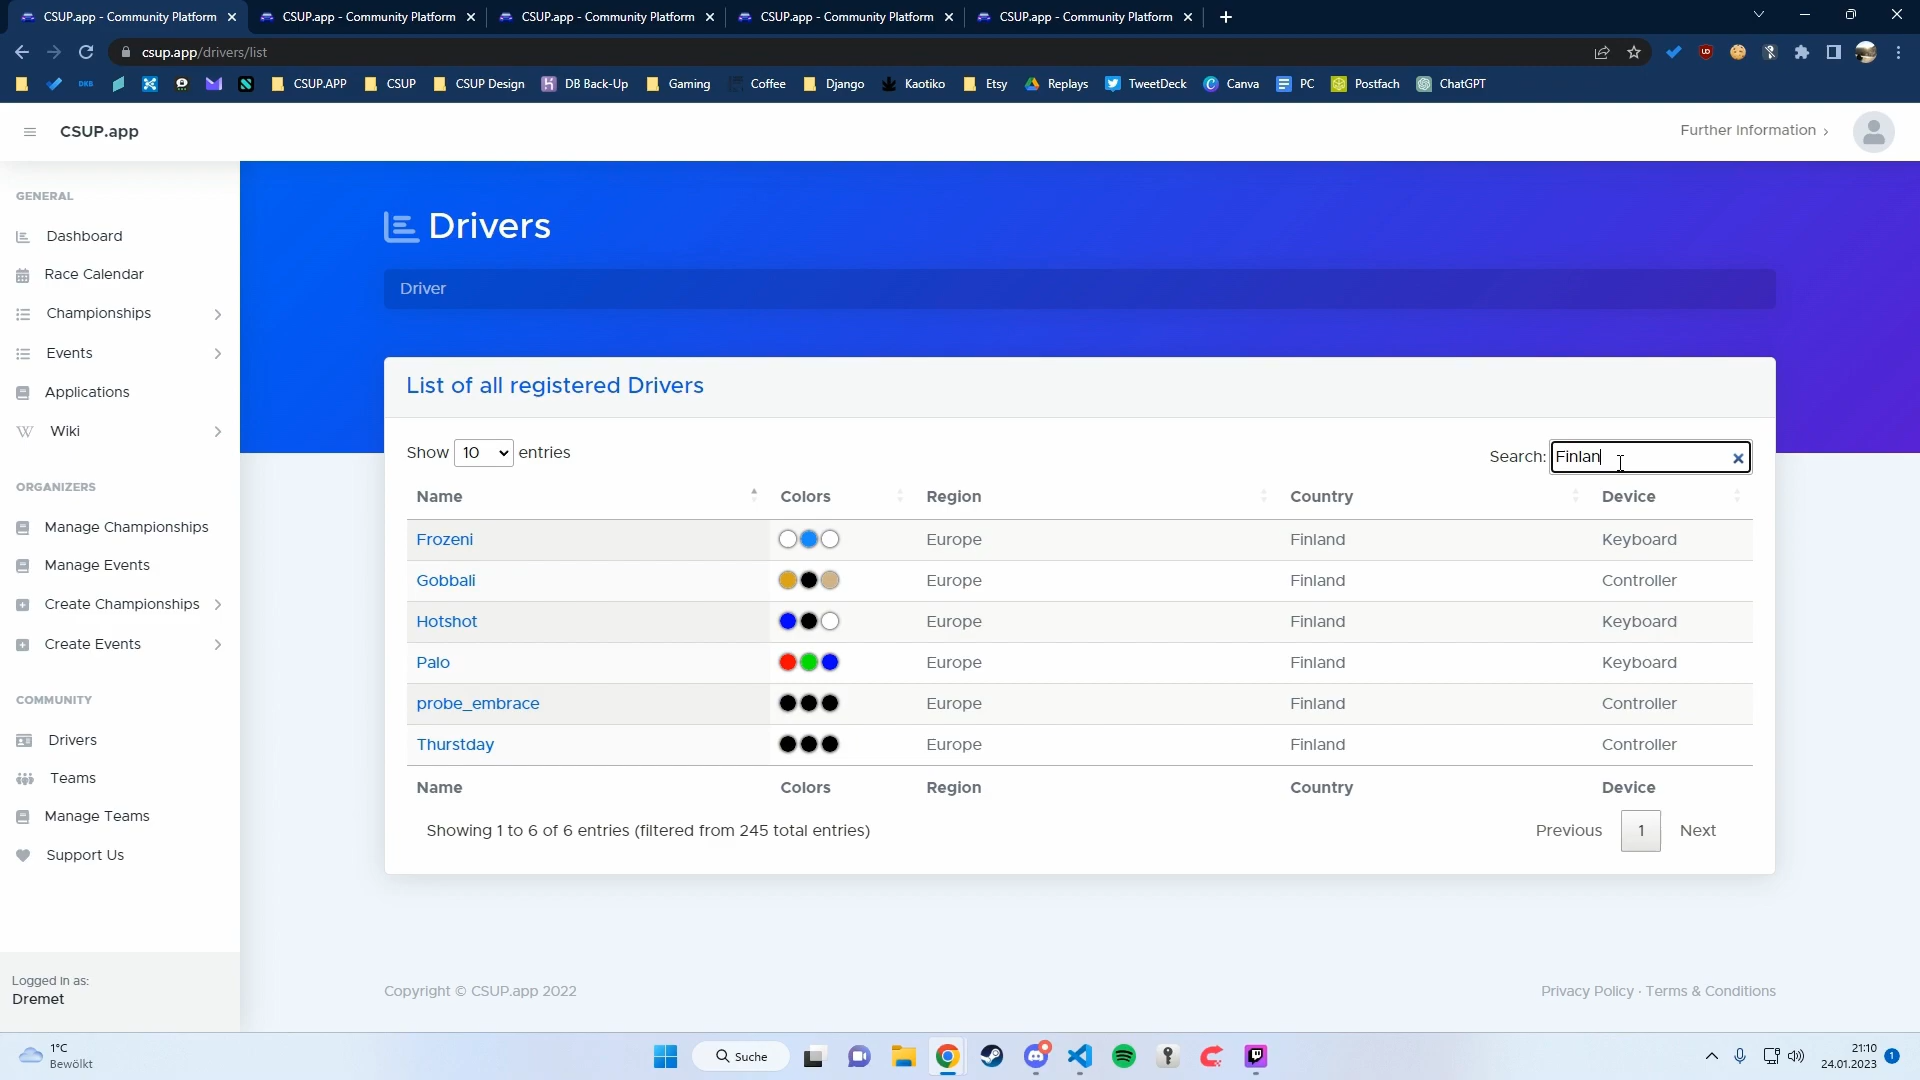 CSUP.app - Community Platform CSUP.app - Community Platform CSUP.app - Community Platform CSUP.app - Community Platform CSUP.app - Community Platform
csup.app/drivers/list
DKB CSUP.APP CSUP CSUP Design DB Back-Up Gaming Coffee Django Kaotiko Etsy Replays TweetDeck Canva PC Postfach ChatGPT
CSUP.app
Further Information
GENERAL
Dashboard
Race Calendar
Championships
Events
Applications
Wiki
ORGANIZERS
Manage Championships
Manage Events
Create Championships
Create Events
COMMUNITY
Drivers
Teams
Manage Teams
Support Us
Logged in as:
Dremet
Drivers
Driver
List of all registered Drivers
Show 10 entries
Search: Finlan
Name Colors Region Country Device
Frozeni Europe Finland Keyboard
Gobbali Europe Finland Controller
Hotshot Europe Finland Keyboard
Palo Europe Finland Keyboard
probe_embrace Europe Finland Controller
Thurstday Europe Finland Controller
Name Colors Region Country Device
Showing 1 to 6 of 6 entries (filtered from 245 total entries)
Previous 1 Next
Copyright © CSUP.app 2022
Privacy Policy · Terms & Conditions
1°C
Bewölkt
Suche
21:10
24.01.2023
1